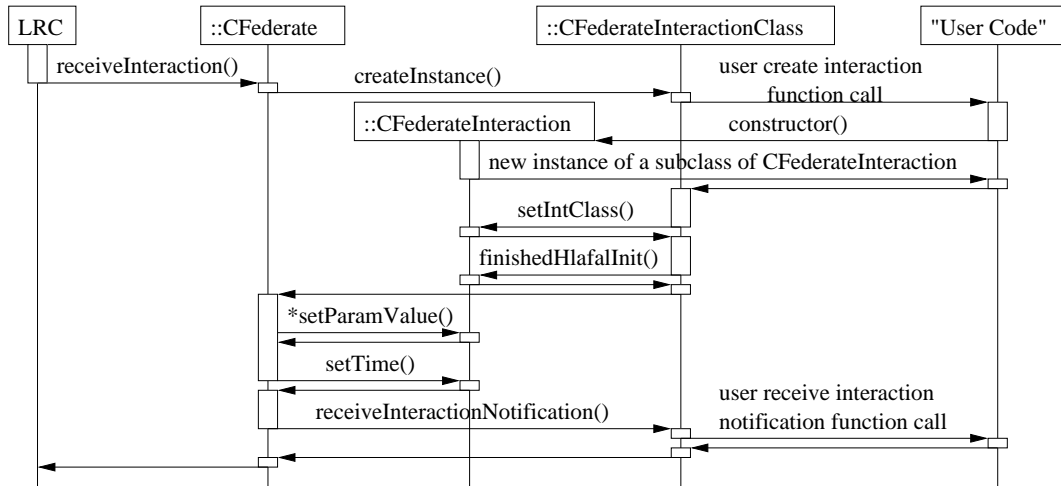 LRC
::CFederate
::CFederateInteractionClass
"User Code"
receiveInteraction()
createInstance()
user create interaction
function call
::CFederateInteraction
constructor()
new instance of a subclass of CFederateInteraction
setIntClass()
finishedHlafalInit()
*setParamValue()
setTime()
user receive interaction
receiveInteractionNotification()
notification function call